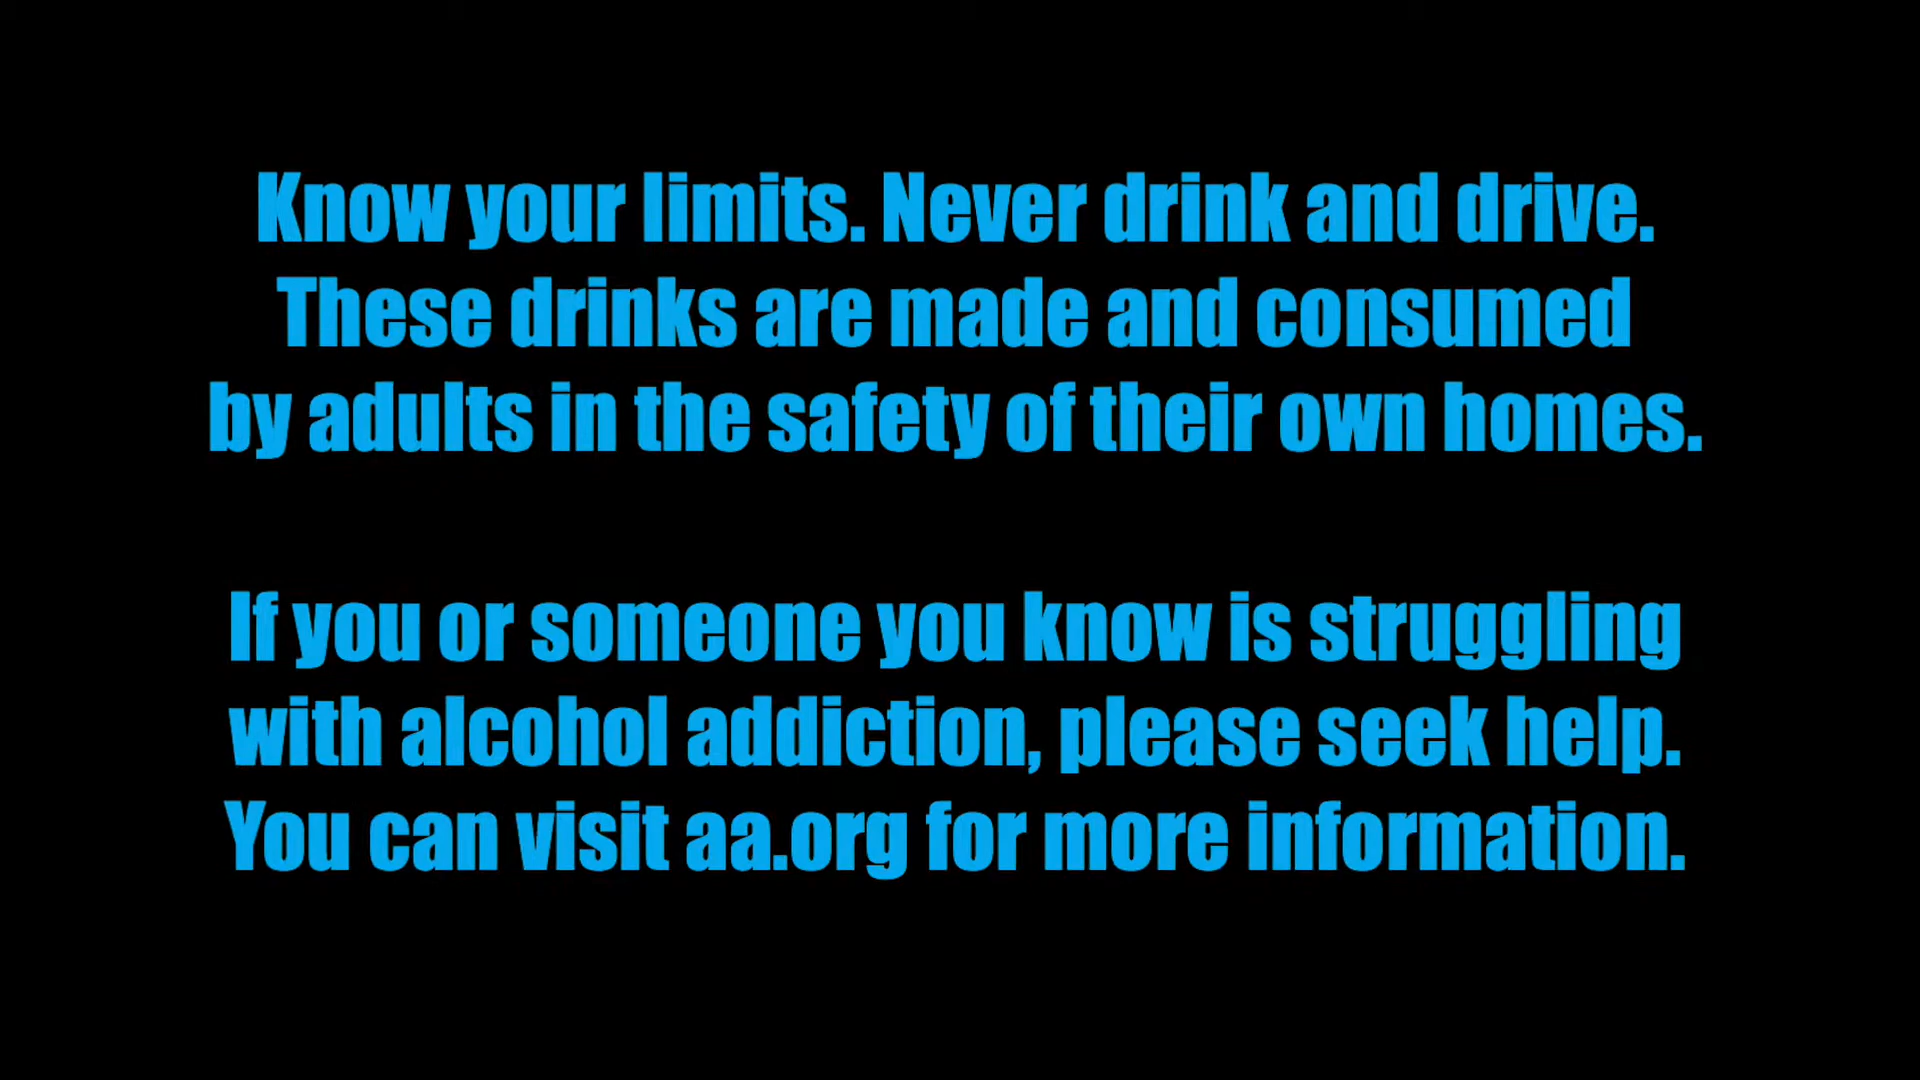 Know your limits. Never drink and drive.
These drinks are made and consumed
by adults in the safety of their own homes.
If you or someone you know is struggling
with alcohol addiction, please seek help.
You can visit aa.org for more information.